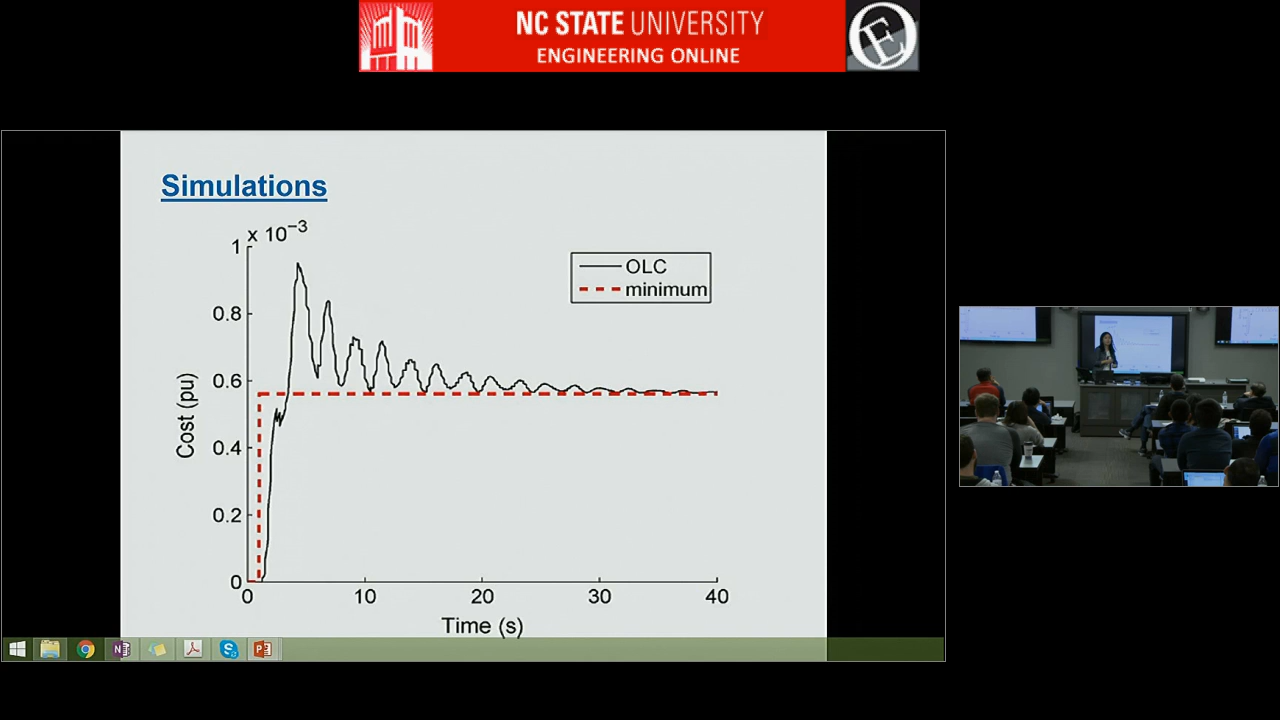 NC STATE UNIVERSITY
ENGINEERING ONLINE
Simulations
x 10⁻³
1
0.8
0.6
0.4
0.2
0
Cost (pu)
OLC
minimum
0 10 20 30 40
Time (s)